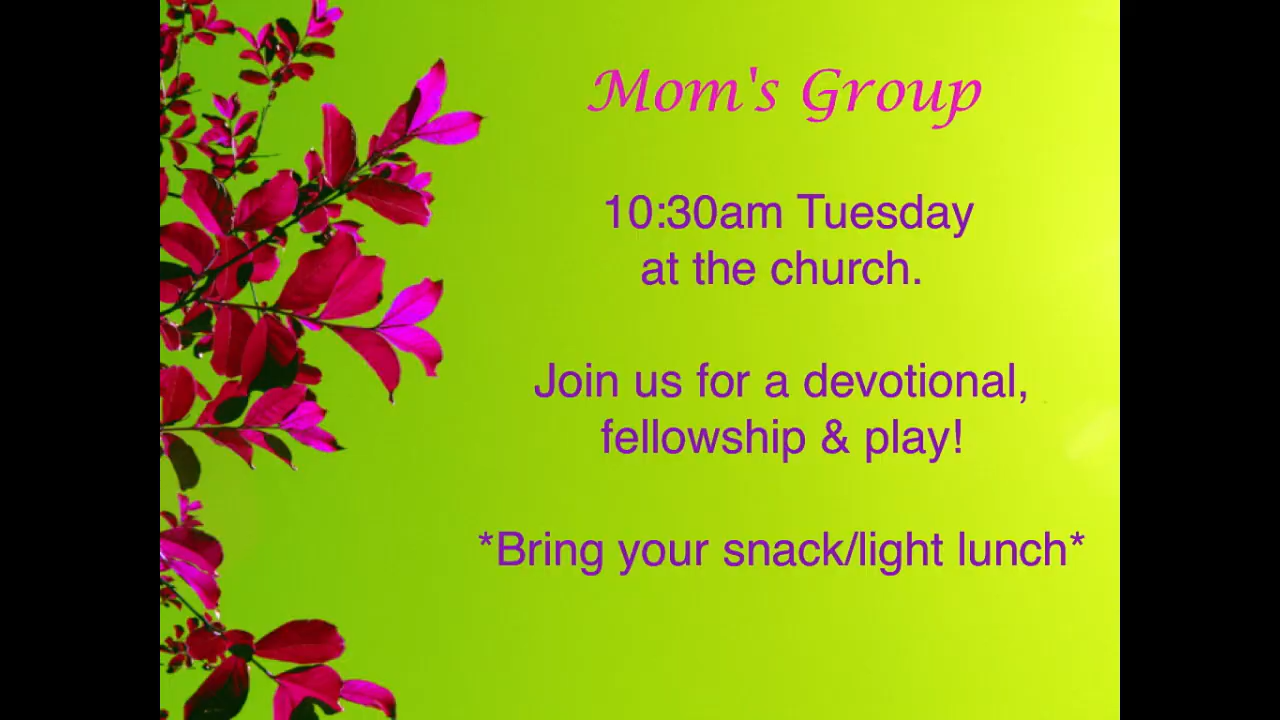 Mom's Group
10:30am Tuesday
at the church.
Join us for a devotional,
fellowship & play!
*Bring your snack/light lunch*